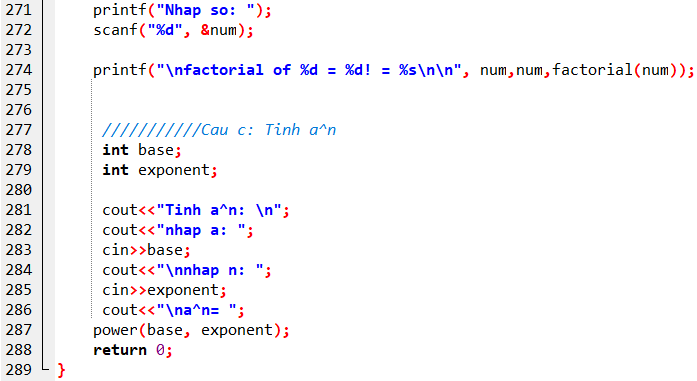 271 printf("Nhap so: ");
272 scanf("%d", &num);
273
274 printf("\nfactorial of %d = %d! = %s\n\n", num,num,factorial(num));
275
276
277 ///////////Cau c: Tinh a^n
278 int base;
279 int exponent;
280
281 cout<<"Tinh a^n: \n";
282 cout<<"nhap a: ";
283 cin>>base;
284 cout<<"\nnhap n: ";
285 cin>>exponent;
286 cout<<"\na^n= ";
287 power(base, exponent);
288 return 0;
289 }